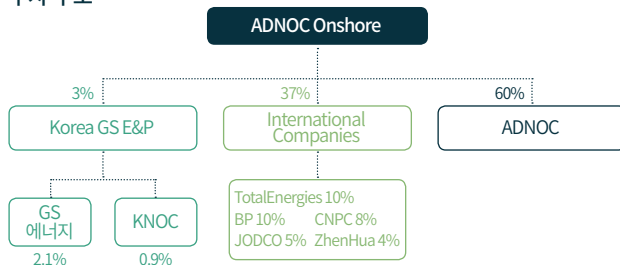 ADNOC Onshore
3%
37%
60%
Korea GS E&P
International
Companies
ADNOC
GS
에너지
KNOC
TotalEnergies 10%
BP 10% CNPC 8%
JODCO 5% ZhenHua 4%
2.1%
0.9%